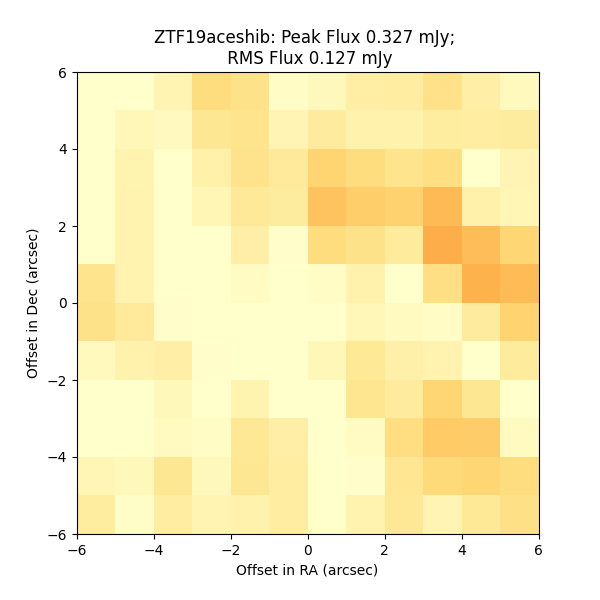 ZTF19aceshib: Peak Flux 0.327 mJy;
RMS Flux 0.127 mJy
6
4
2
0
−2
−4
−6
Offset in Dec (arcsec)
−6 −4 −2 0 2 4 6
Offset in RA (arcsec)